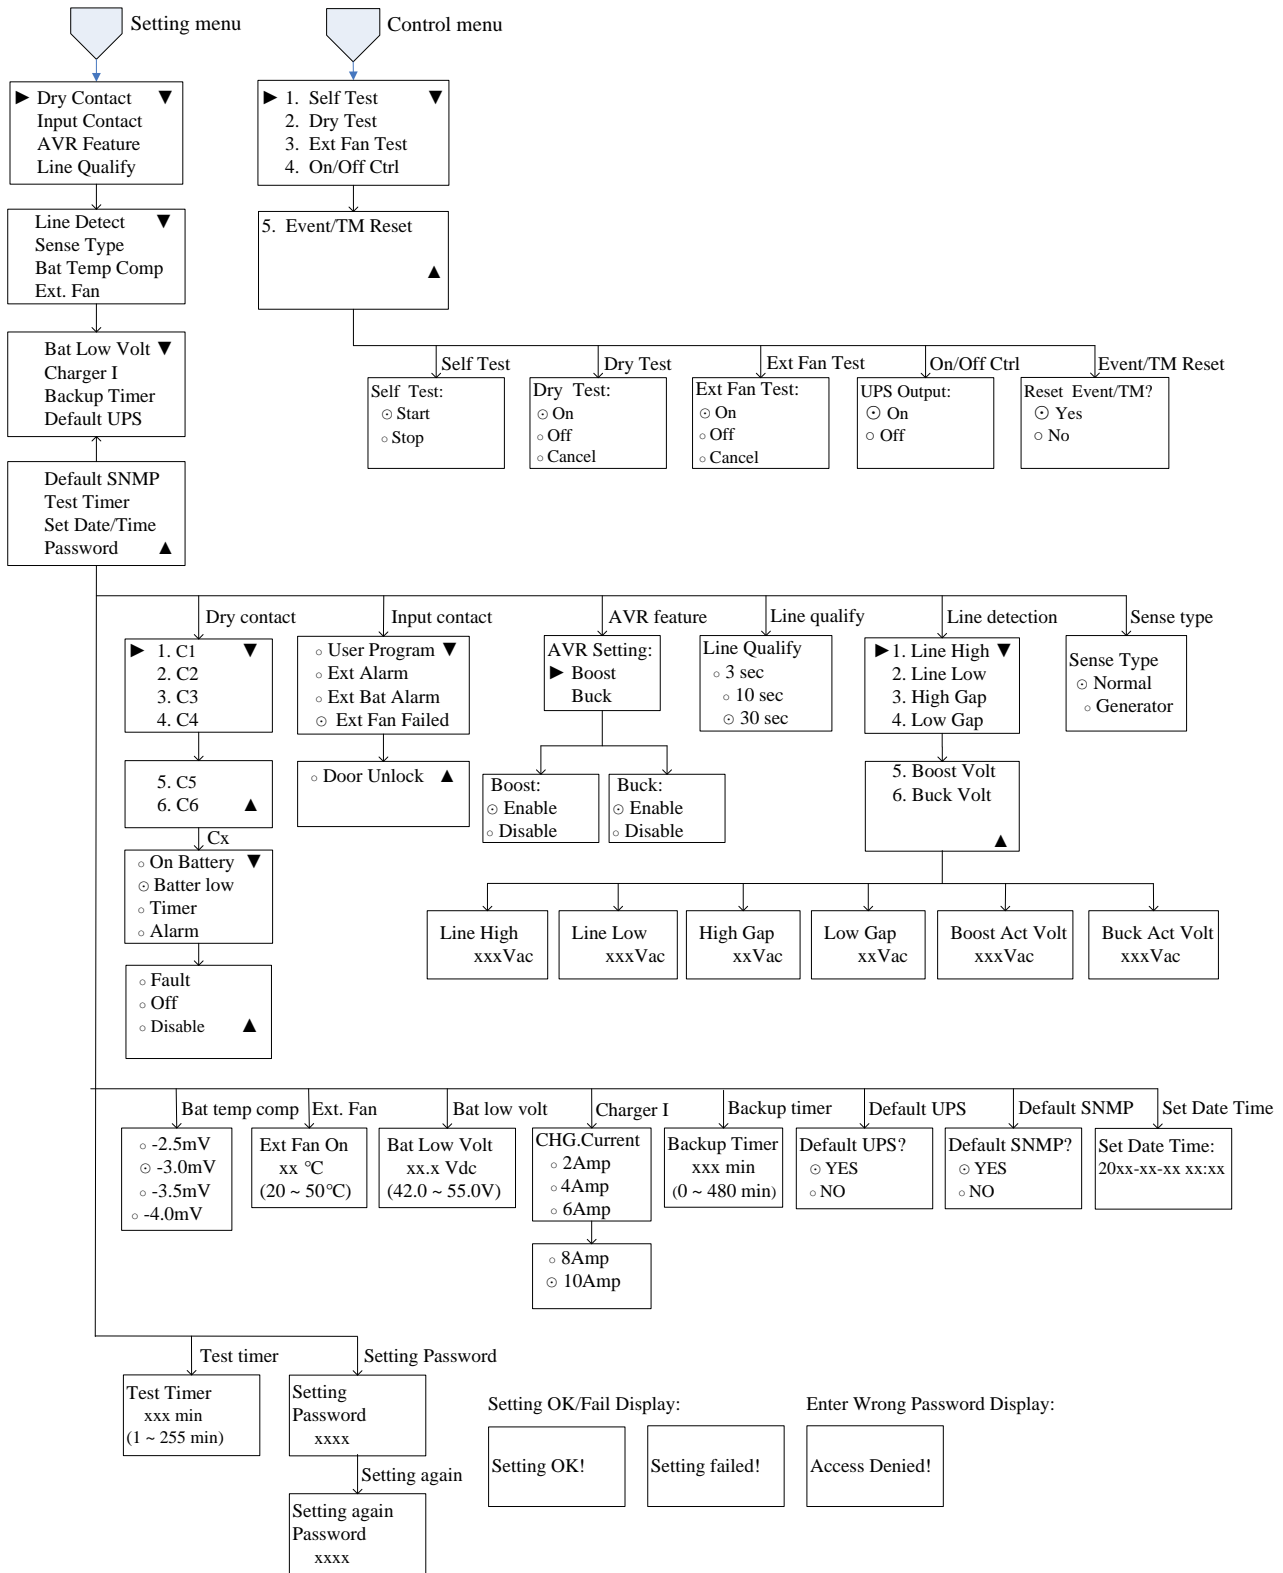 Setting menu
Control menu
► Dry Contact ▼
Input Contact
AVR Feature
Line Qualify
► 1. Self Test ▼
2. Dry Test
3. Ext Fan Test
4. On/Off Ctrl
Line Detect ▼
Sense Type
Bat Temp Comp
Ext. Fan
5. Event/TM Reset
▲
Bat Low Volt ▼
Charger I
Backup Timer
Default UPS
Default SNMP
Test Timer
Set Date/Time
Password ▲
Self Test
Dry Test
Ext Fan Test
On/Off Ctrl
Event/TM Reset
Self Test:
⊙ Start
○ Stop
Dry Test:
⊙ On
○ Off
○ Cancel
Ext Fan Test:
⊙ On
○ Off
○ Cancel
UPS Output:
⊙ On
○ Off
Reset Event/TM?
⊙ Yes
○ No
Dry contact
Input contact
AVR feature
Line qualify
Line detection
Sense type
► 1. C1 ▼
2. C2
3. C3
4. C4
5. C5
6. C6 ▲
Cx
○ On Battery ▼
⊙ Batter low
○ Timer
○ Alarm
○ Fault
○ Off
○ Disable ▲
○ User Program ▼
○ Ext Alarm
○ Ext Bat Alarm
⊙ Ext Fan Failed
○ Door Unlock ▲
AVR Setting:
► Boost
Buck
Boost:
⊙ Enable
○ Disable
Buck:
⊙ Enable
○ Disable
Line Qualify
○ 3 sec
○ 10 sec
⊙ 30 sec
►1. Line High ▼
2. Line Low
3. High Gap
4. Low Gap
5. Boost Volt
6. Buck Volt
▲
Sense Type
⊙ Normal
○ Generator
Line High
xxxVac
Line Low
xxxVac
High Gap
xxVac
Low Gap
xxVac
Boost Act Volt
xxxVac
Buck Act Volt
xxxVac
Bat temp comp
Ext. Fan
Bat low volt
Charger I
Backup timer
Default UPS
Default SNMP
Set Date Time
○ -2.5mV
⊙ -3.0mV
○ -3.5mV
○ -4.0mV
Ext Fan On
xx ℃
(20 ~ 50℃)
Bat Low Volt
xx.x Vdc
(42.0 ~ 55.0V)
CHG.Current
○ 2Amp
○ 4Amp
○ 6Amp
○ 8Amp
⊙ 10Amp
Backup Timer
xxx min
(0 ~ 480 min)
Default UPS?
⊙ YES
○ NO
Default SNMP?
⊙ YES
○ NO
Set Date Time:
20xx-xx-xx xx:xx
Test timer
Setting Password
Test Timer
xxx min
(1 ~ 255 min)
Setting
Password
xxxx
Setting again
Setting again
Password
xxxx
Setting OK/Fail Display:
Setting OK!
Setting failed!
Enter Wrong Password Display:
Access Denied!